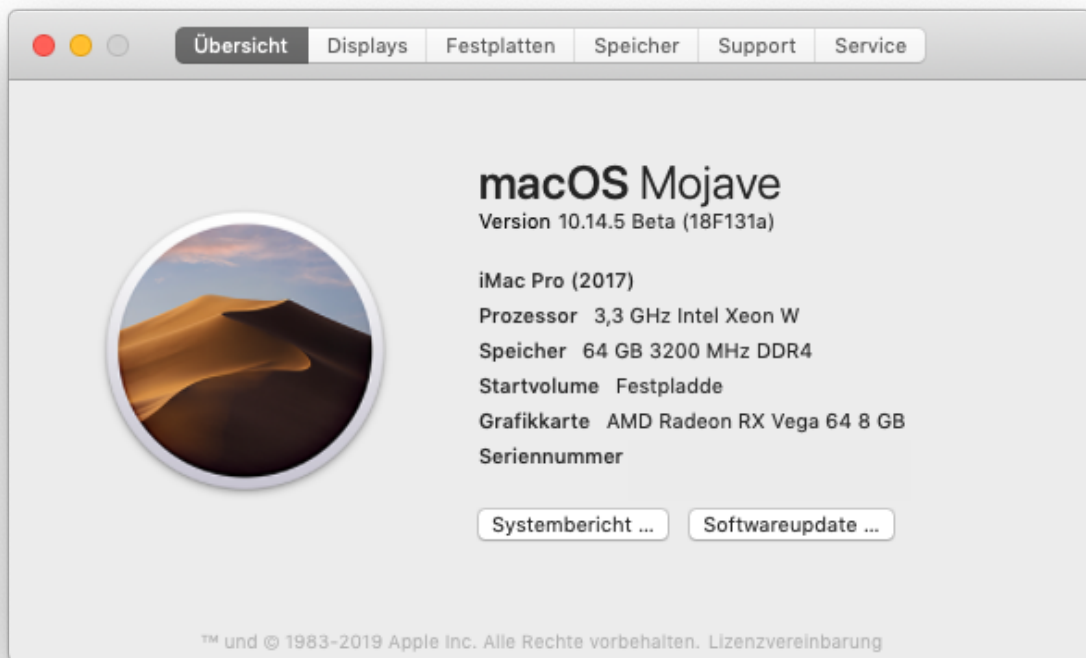 Übersicht Displays Festplatten Speicher Support Service
macOS Mojave
Version 10.14.5 Beta (18F131a)
iMac Pro (2017)
Prozessor 3,3 GHz Intel Xeon W
Speicher 64 GB 3200 MHz DDR4
Startvolume Festpladde
Grafikkarte AMD Radeon RX Vega 64 8 GB
Seriennummer
Systembericht ... Softwareupdate ...
™ und © 1983-2019 Apple Inc. Alle Rechte vorbehalten. Lizenzvereinbarung